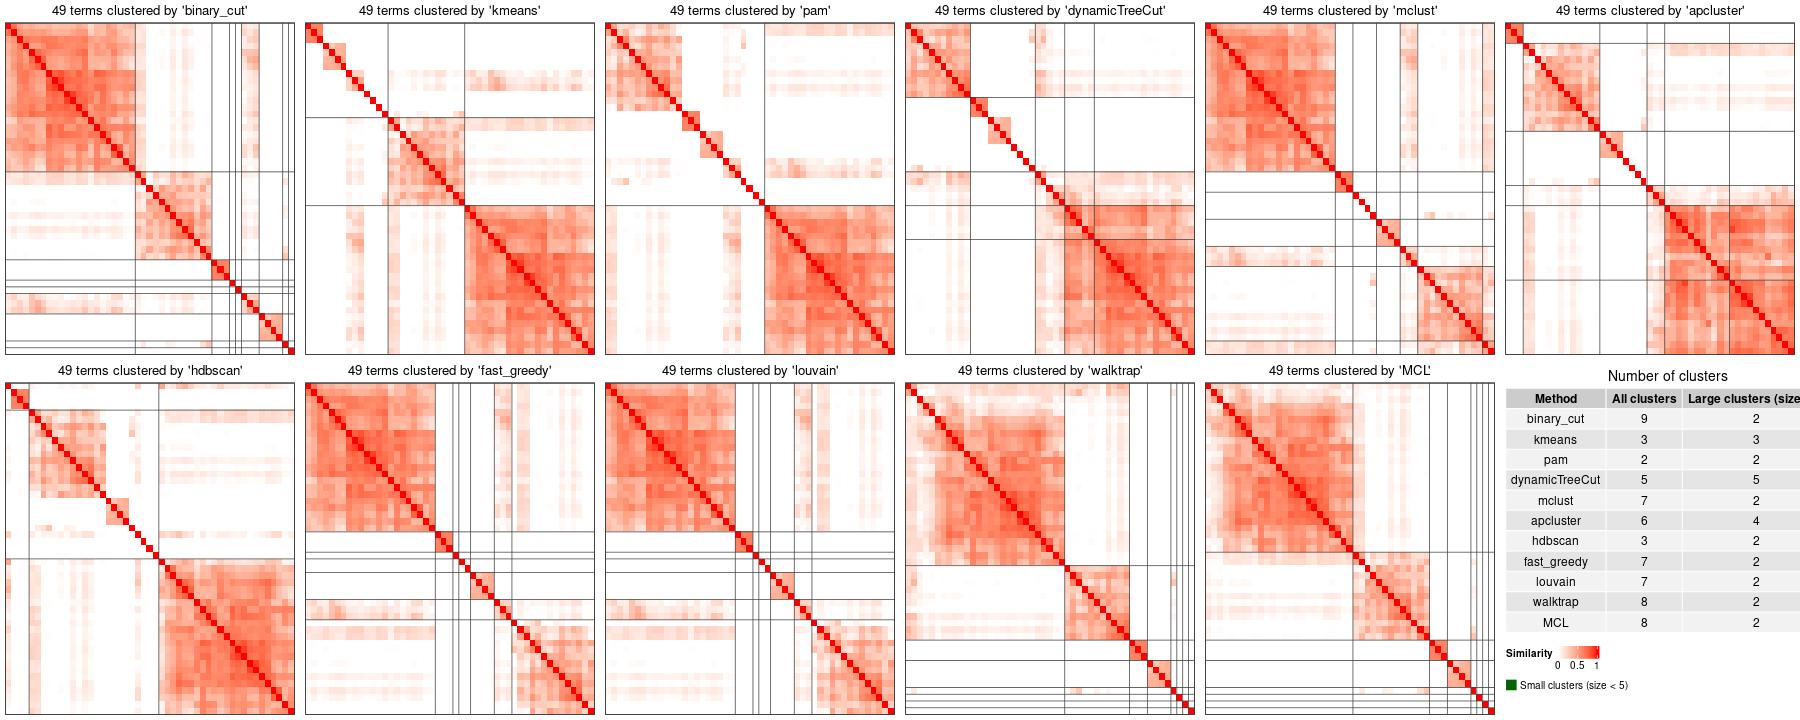 49 terms clustered by 'binary_cut'
49 terms clustered by 'kmeans'
49 terms clustered by 'pam'
49 terms clustered by 'dynamicTreeCut'
49 terms clustered by 'mclust'
49 terms clustered by 'apcluster'
49 terms clustered by 'hdbscan'
49 terms clustered by 'fast_greedy'
49 terms clustered by 'louvain'
49 terms clustered by 'walktrap'
49 terms clustered by 'MCL'
Number of clusters
Method All clusters Large clusters (size
binary_cut 9 2
kmeans 3 3
pam 2 2
dynamicTreeCut 5 5
mclust 7 2
apcluster 6 4
hdbscan 3 2
fast_greedy 7 2
louvain 7 2
walktrap 8 2
MCL 8 2
Similarity
0 0.5 1
Small clusters (size < 5)